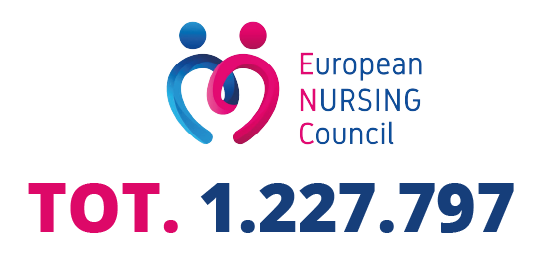 European
NURSING
Council
TOT. 1.227.797